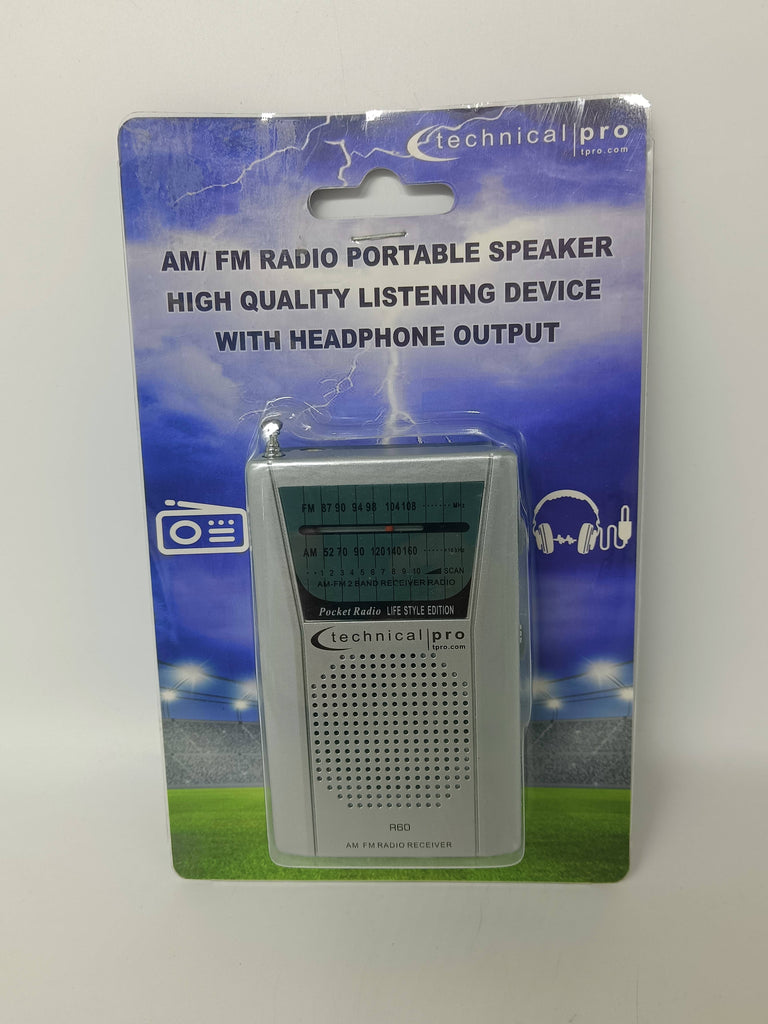 technical|pro
tpro.com
AM/ FM RADIO PORTABLE SPEAKER
HIGH QUALITY LISTENING DEVICE
WITH HEADPHONE OUTPUT
FM 87 90 94 98 104 108 ······· MHz
AM 52 70 90 120 140 160 ······×10 kHz
· · 1 2 3 4 5 6 7 8 9 10 SCAN
AM-FM 2 BAND RECEIVER RADIO
Pocket Radio LIFE STYLE EDITION
technical|pro
tpro.com
R60
AM FM RADIO RECEIVER